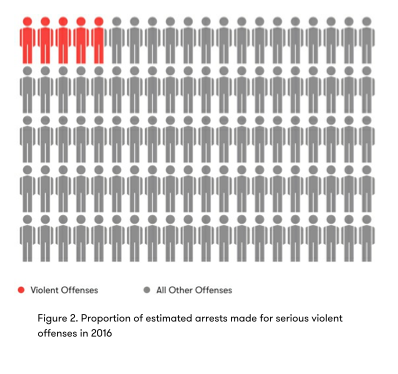 Violent Offenses
All Other Offenses
Figure 2. Proportion of estimated arrests made for serious violent
offenses in 2016